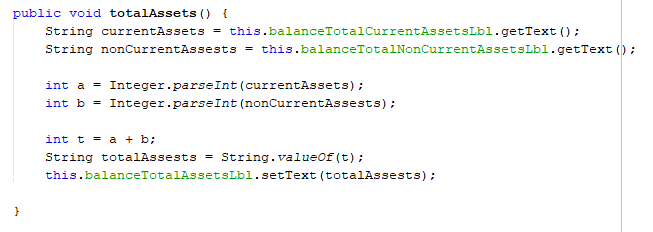 public void totalAssets() {
    String currentAssets = this.balanceTotalCurrentAssetsLbl.getText();
    String nonCurrentAssests = this.balanceTotalNonCurrentAssetsLbl.getText();

    int a = Integer.parseInt(currentAssets);
    int b = Integer.parseInt(nonCurrentAssests);

    int t = a + b;
    String totalAssests = String.valueOf(t);
    this.balanceTotalAssetsLbl.setText(totalAssests);

}